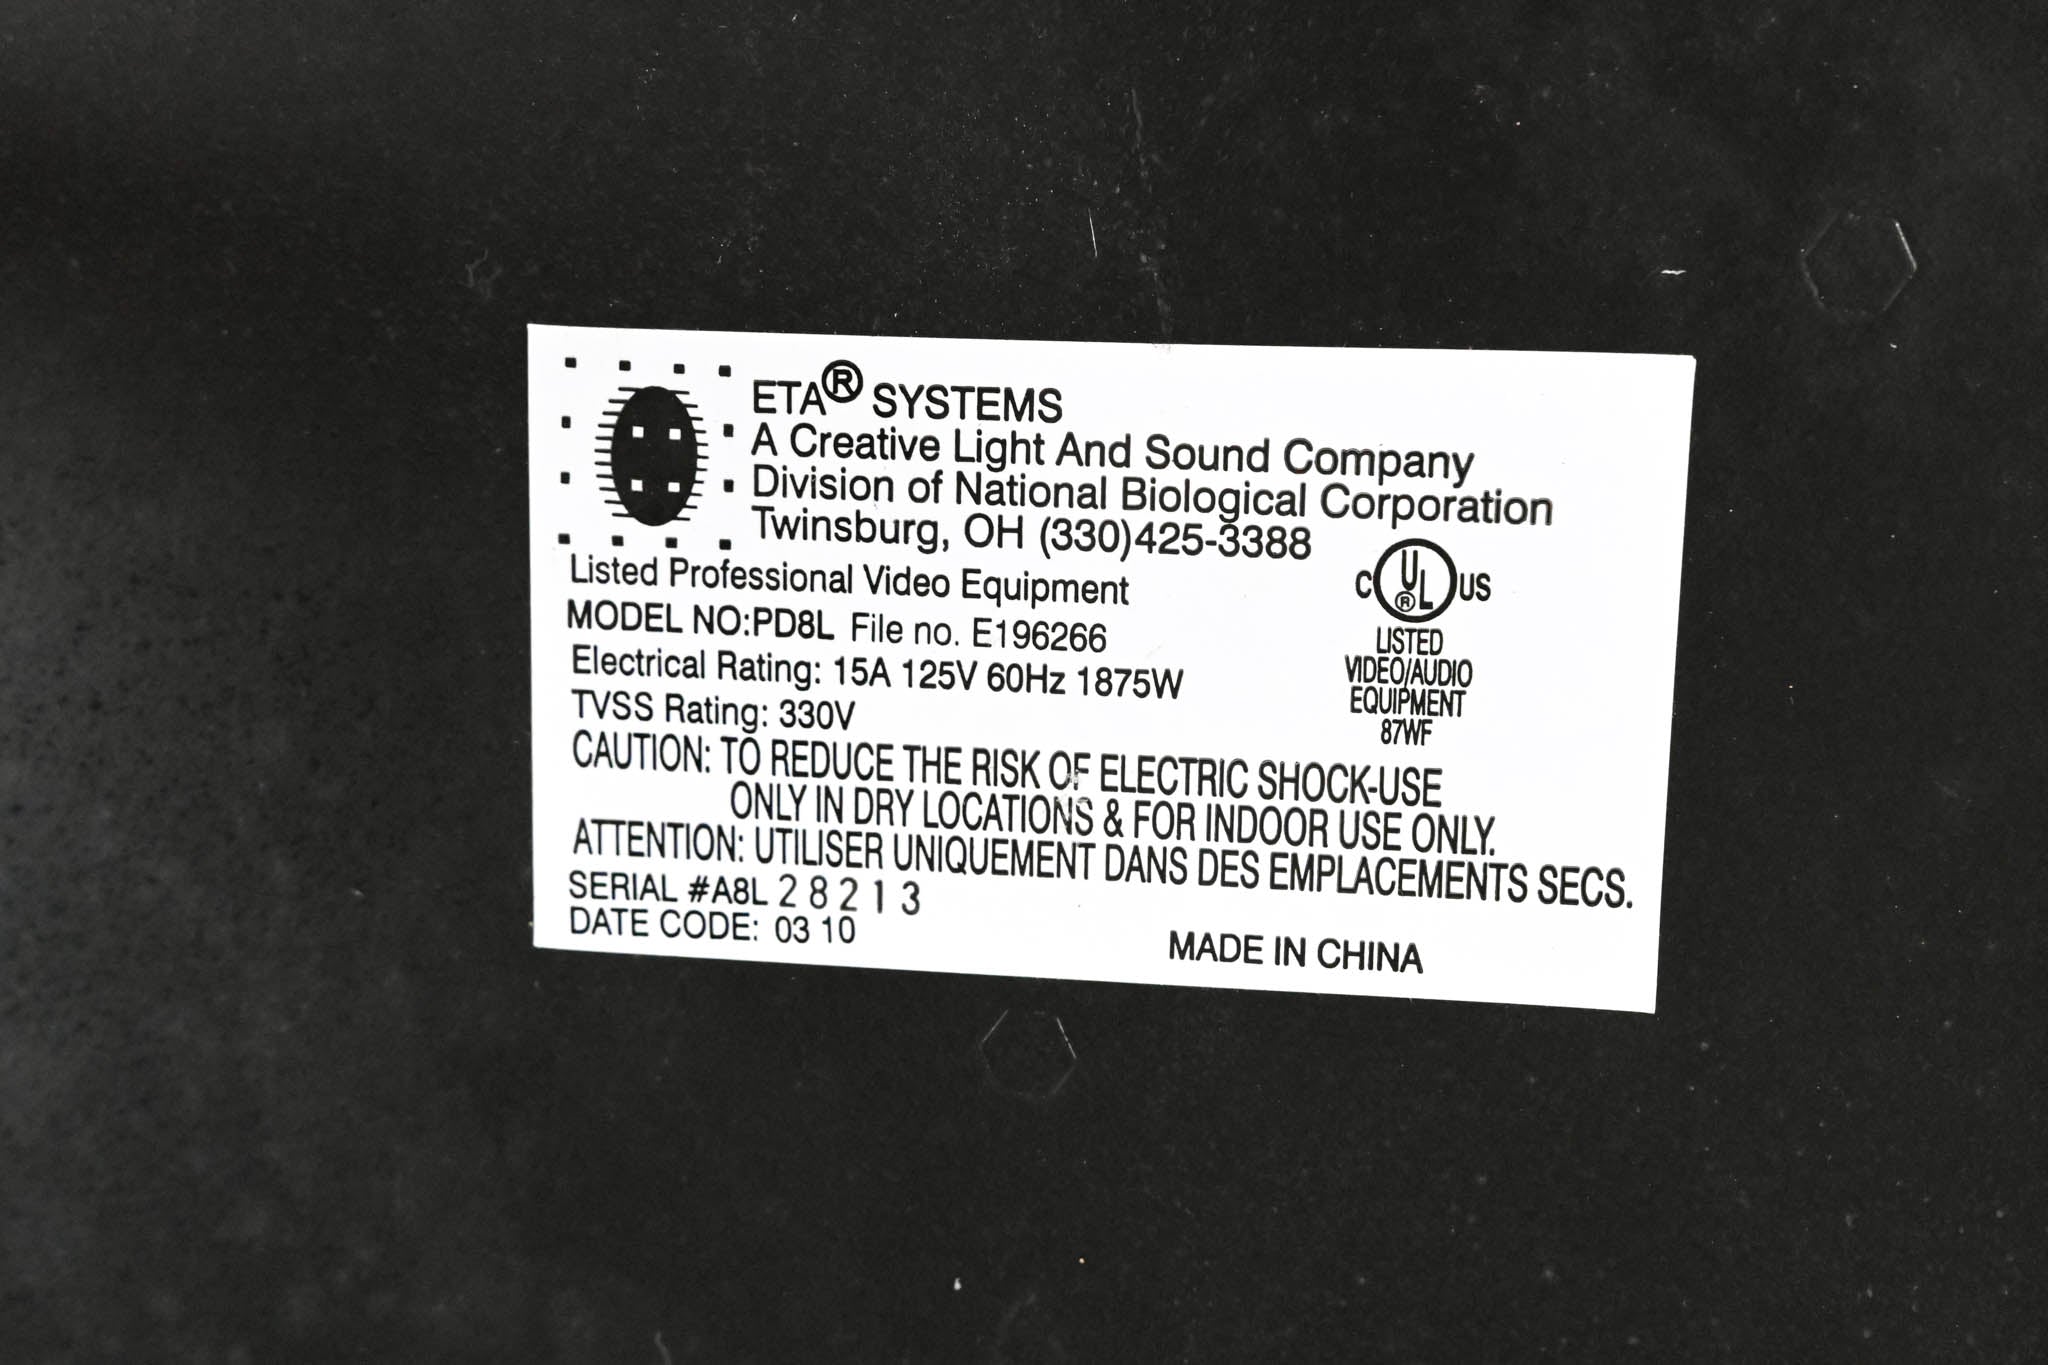 ETA® SYSTEMS
A Creative Light And Sound Company
Division of National Biological Corporation
Twinsburg, OH (330)425-3388
Listed Professional Video Equipment
MODEL NO:PD8L File no. E196266
Electrical Rating: 15A 125V 60Hz 1875W
TVSS Rating: 330V
C UL® US
LISTED
VIDEO/AUDIO
EQUIPMENT
87WF
CAUTION: TO REDUCE THE RISK OF ELECTRIC SHOCK-USE
ONLY IN DRY LOCATIONS & FOR INDOOR USE ONLY.
ATTENTION: UTILISER UNIQUEMENT DANS DES EMPLACEMENTS SECS.
SERIAL #A8L 28213
DATE CODE: 03 10
MADE IN CHINA